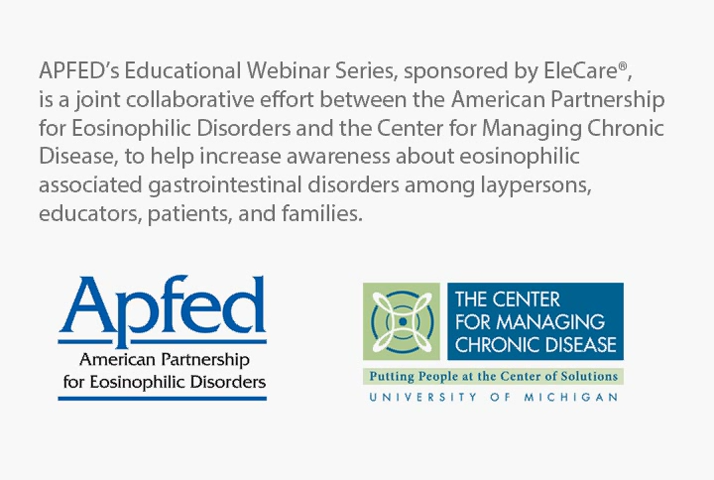 APFED’s Educational Webinar Series, sponsored by EleCare®,
is a joint collaborative effort between the American Partnership
for Eosinophilic Disorders and the Center for Managing Chronic
Disease, to help increase awareness about eosinophilic
associated gastrointestinal disorders among laypersons,
educators, patients, and families.
Apfed
American Partnership
for Eosinophilic Disorders
THE CENTER
FOR MANAGING
CHRONIC DISEASE
Putting People at the Center of Solutions
UNIVERSITY OF MICHIGAN